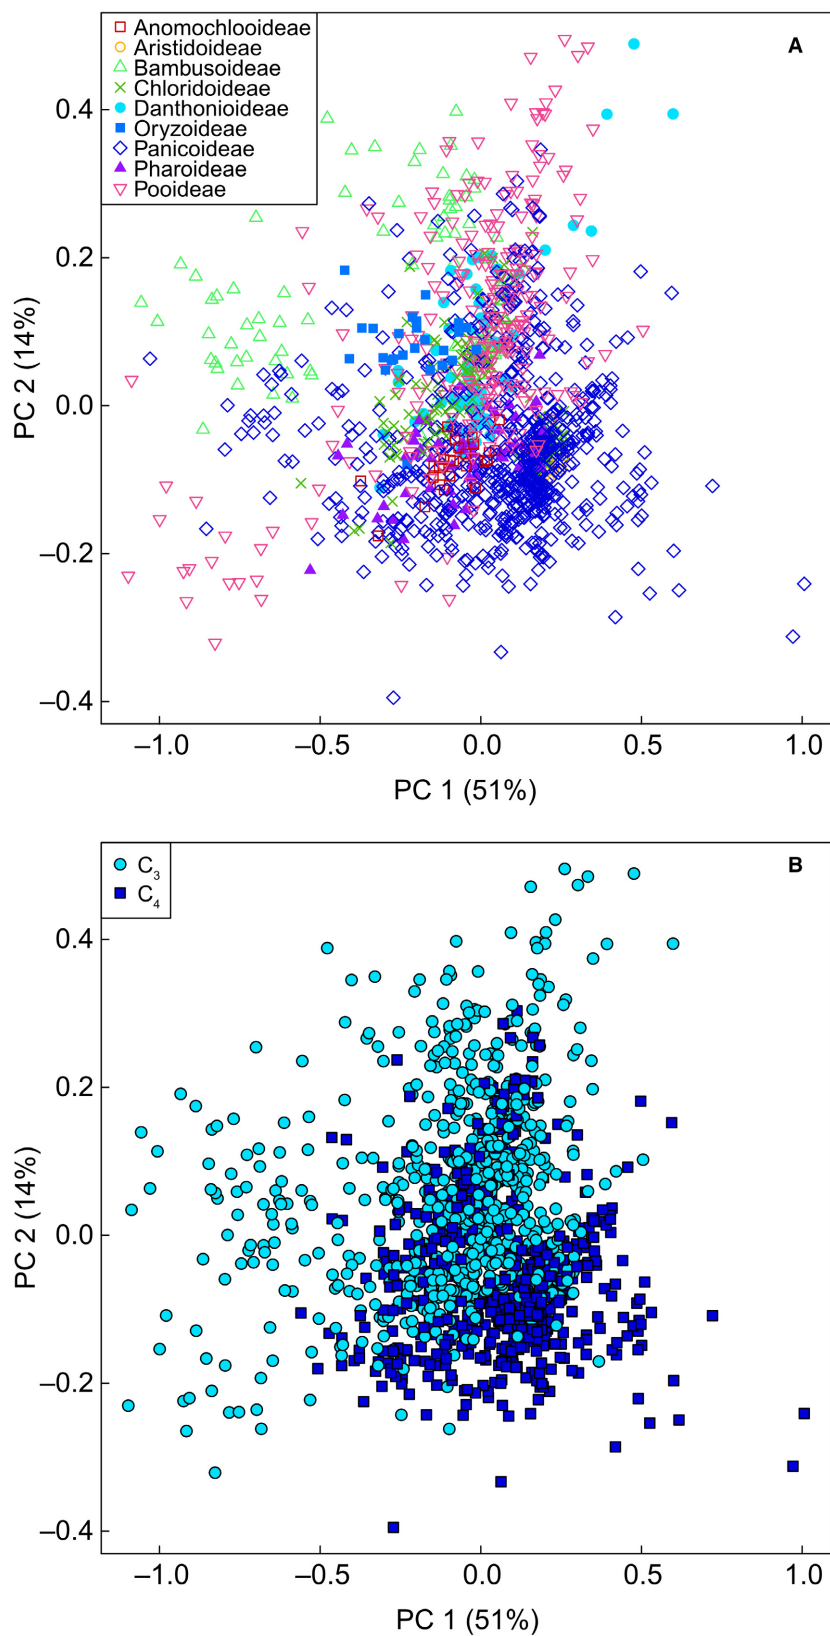 Anomochlooideae
Aristidoideae
Bambusoideae
Chloridoideae
Danthonioideae
Oryzoideae
Panicoideae
Pharoideae
Pooideae
A
0.4
0.2
0.0
−0.2
−0.4
PC 2 (14%)
−1.0 −0.5 0.0 0.5 1.0
PC 1 (51%)
C3
C4
B
0.4
0.2
0.0
−0.2
−0.4
PC 2 (14%)
−1.0 −0.5 0.0 0.5 1.0
PC 1 (51%)